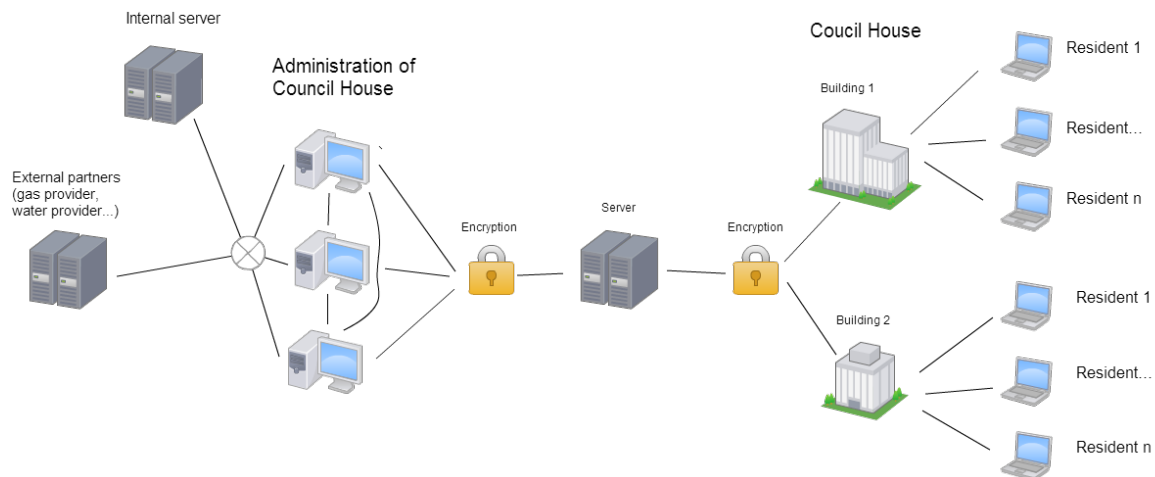 Internal server
Administration of
Council House
External partners
(gas provider,
water provider...)
Encryption
Server
Encryption
Coucil House
Building 1
Resident 1
Resident...
Resident n
Building 2
Resident 1
Resident...
Resident n